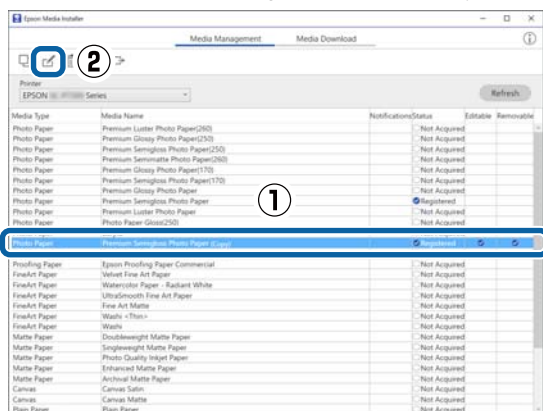 Epson Media Installer
Media Management Media Download
②
Printer
EPSON Series
Refresh
Media Type Media Name Notifications Status Editable Removable
Photo Paper Premium Luster Photo Paper(260) Not Acquired
Photo Paper Premium Glossy Photo Paper(250) Not Acquired
Photo Paper Premium Semigloss Photo Paper(250) Not Acquired
Photo Paper Premium Semimatte Photo Paper(260) Not Acquired
Photo Paper Premium Glossy Photo Paper(170) Not Acquired
Photo Paper Premium Semigloss Photo Paper(170) Not Acquired
Photo Paper Premium Glossy Photo Paper Not Acquired
Photo Paper Premium Semigloss Photo Paper Registered
①
Photo Paper Premium Luster Photo Paper Not Acquired
Photo Paper Photo Paper Gloss(250) Not Acquired
Photo Paper Premium Semigloss Photo Paper (Copy) Registered
Proofing Paper Epson Proofing Paper Commercial Not Acquired
FineArt Paper Velvet Fine Art Paper Not Acquired
FineArt Paper Watercolor Paper - Radiant White Not Acquired
FineArt Paper UltraSmooth Fine Art Paper Not Acquired
FineArt Paper Fine Art Matte Not Acquired
FineArt Paper Washi <Thin> Not Acquired
FineArt Paper Washi Not Acquired
Matte Paper Doubleweight Matte Paper Not Acquired
Matte Paper Singleweight Matte Paper Not Acquired
Matte Paper Photo Quality Inkjet Paper Not Acquired
Matte Paper Enhanced Matte Paper Not Acquired
Matte Paper Archival Matte Paper Not Acquired
Canvas Canvas Satin Not Acquired
Canvas Canvas Matte Not Acquired
Plain Paper Plain Paper Not Acquired